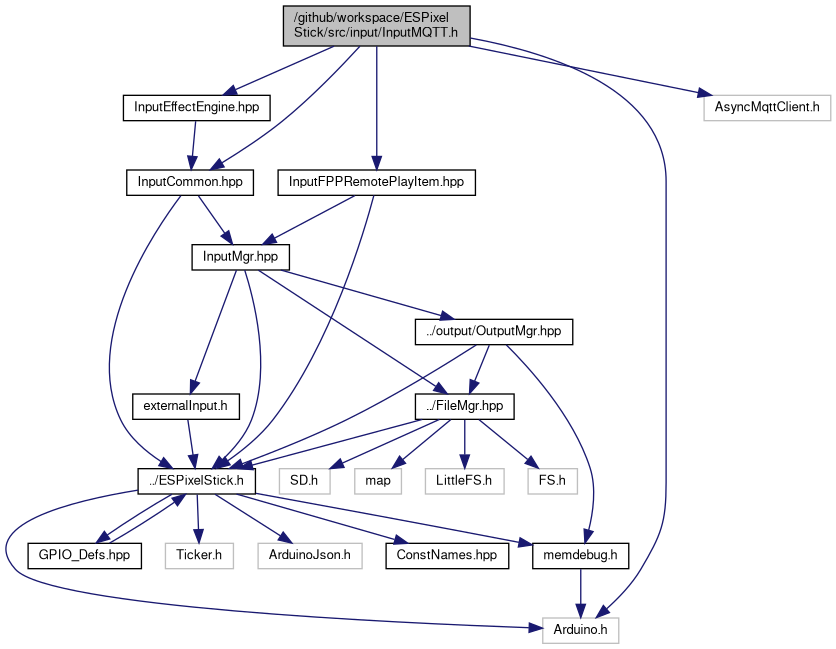 /github/workspace/ESPixel
Stick/src/input/InputMQTT.h
InputEffectEngine.hpp
AsyncMqttClient.h
InputCommon.hpp
InputFPPRemotePlayItem.hpp
InputMgr.hpp
../output/OutputMgr.hpp
externalInput.h
../FileMgr.hpp
../ESPixelStick.h
SD.h
map
LittleFS.h
FS.h
GPIO_Defs.hpp
Ticker.h
ArduinoJson.h
ConstNames.hpp
memdebug.h
Arduino.h